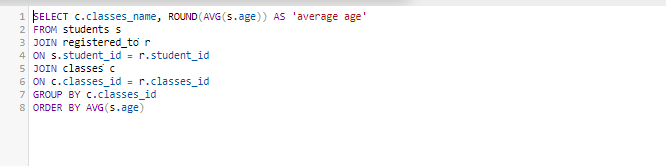 1 SELECT c.classes_name, ROUND(AVG(s.age)) AS 'average age'
2 FROM students s
3 JOIN registered_to r
4 ON s.student_id = r.student_id
5 JOIN classes c
6 ON c.classes_id = r.classes_id
7 GROUP BY c.classes_id
8 ORDER BY AVG(s.age)